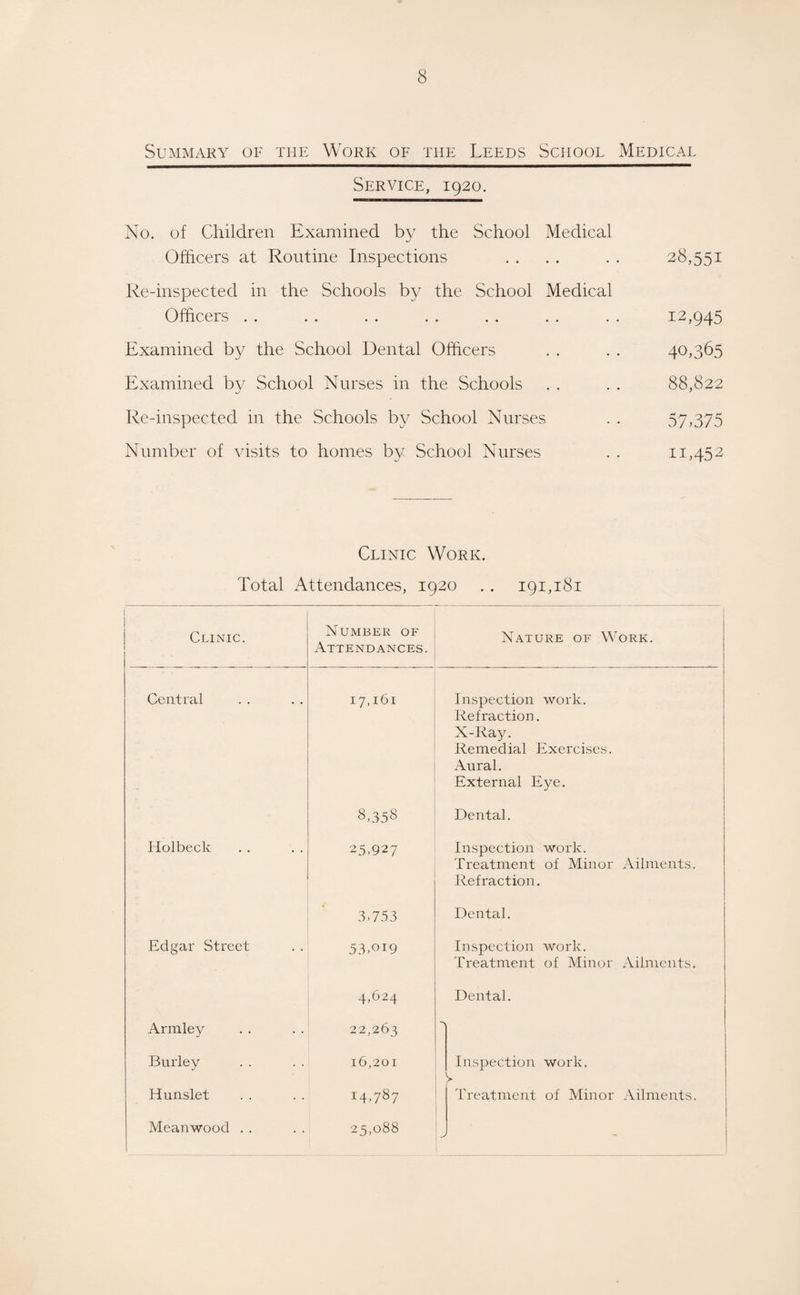 8
Summary of the Work of the Leeds School Medical
Service, 1920.
No. of Children Examined by the School Medical
Officers at Routine Inspections .. .. .. 28,551
Re-inspected in the Schools by the School Medical
Officers .. .. .. .. .. .. .. 12,945
Examined by the School Dental Officers .. .. 40,365
Examined by School Nurses in the Schools .. .. 88,822
Re-inspected in the Schools by School Nurses .. 57,375
Number of visits to homes by School Nurses .. 11,452
Clinic Work.
Total Attendances, 1920 .. 191,181
Clinic. Number of Attendances. Nature of Work.
Central .. .. 17,161 Inspection work.
Refraction.
X-Ray.
Remedial Exercises.
Aural.
External Eye.
8,358 Dental.
Holbeck .. .. 25,927 Inspection work.
Treatment of Minor Ailments.
Refraction.
3,753 Dental.
Edgar Street .. 53,019 Inspection work.
Treatment of Minor Ailments.
4,624 Dental.
Armley .. .. 22,263
Burley .. .. 16,201 Inspection work.
Hunslet .. .. 14,787 Treatment of Minor Ailments.
Meanwood .. .. 25,088